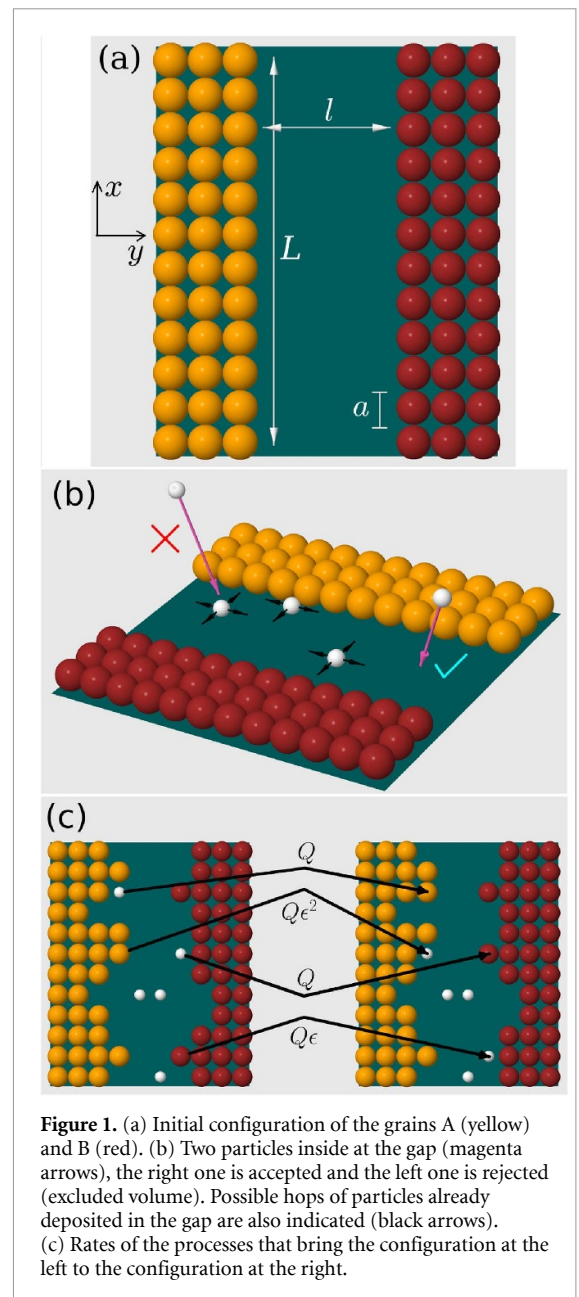 (a)
l
x
y
L
a
(b)
(c)
Q
Qϵ²
Q
Qϵ
Figure 1. (a) Initial configuration of the grains A (yellow)
and B (red). (b) Two particles inside at the gap (magenta
arrows), the right one is accepted and the left one is rejected
(excluded volume). Possible hops of particles already
deposited in the gap are also indicated (black arrows).
(c) Rates of the processes that bring the configuration at the
left to the configuration at the right.